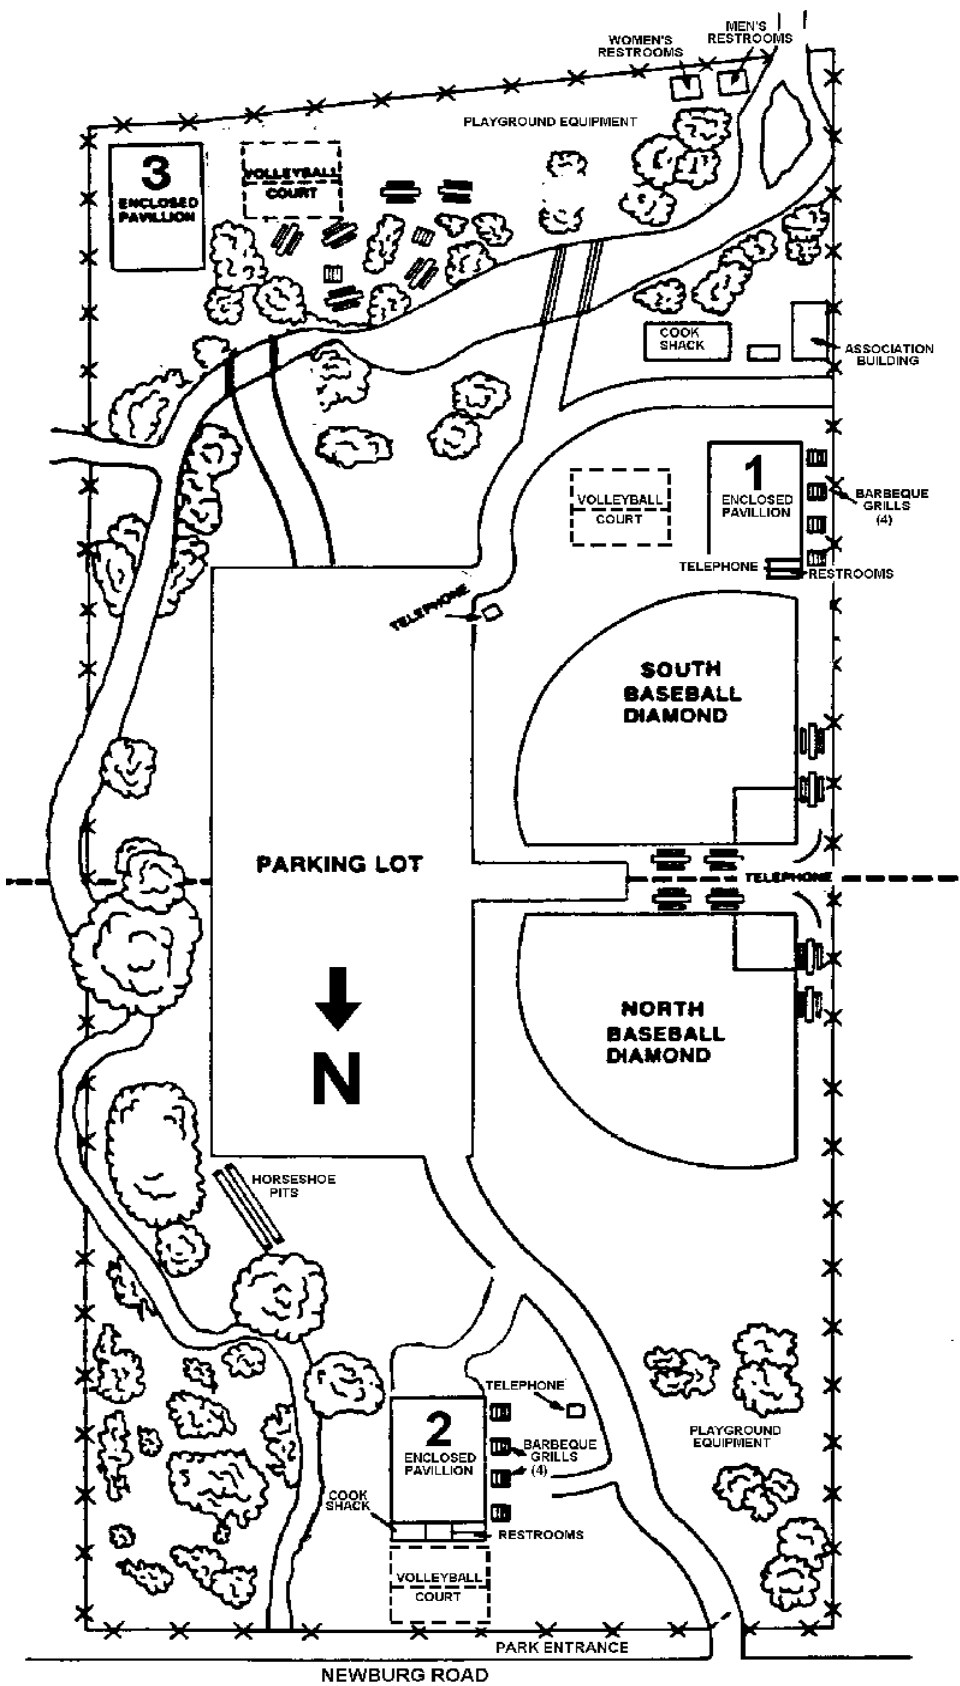 MEN'S
RESTROOMS
WOMEN'S
RESTROOMS
PLAYGROUND EQUIPMENT
3
ENCLOSED
PAVILLION
VOLLEYBALL
COURT
COOK
SHACK
ASSOCIATION
BUILDING
1
ENCLOSED
PAVILLION
VOLLEYBALL
COURT
BARBEQUE
GRILLS
(4)
TELEPHONE
RESTROOMS
TELEPHONE
SOUTH
BASEBALL
DIAMOND
PARKING LOT
TELEPHONE
N
NORTH
BASEBALL
DIAMOND
HORSESHOE
PITS
TELEPHONE
2
ENCLOSED
PAVILLION
BARBEQUE
GRILLS
(4)
PLAYGROUND
EQUIPMENT
COOK
SHACK
RESTROOMS
VOLLEYBALL
COURT
PARK ENTRANCE
NEWBURG ROAD